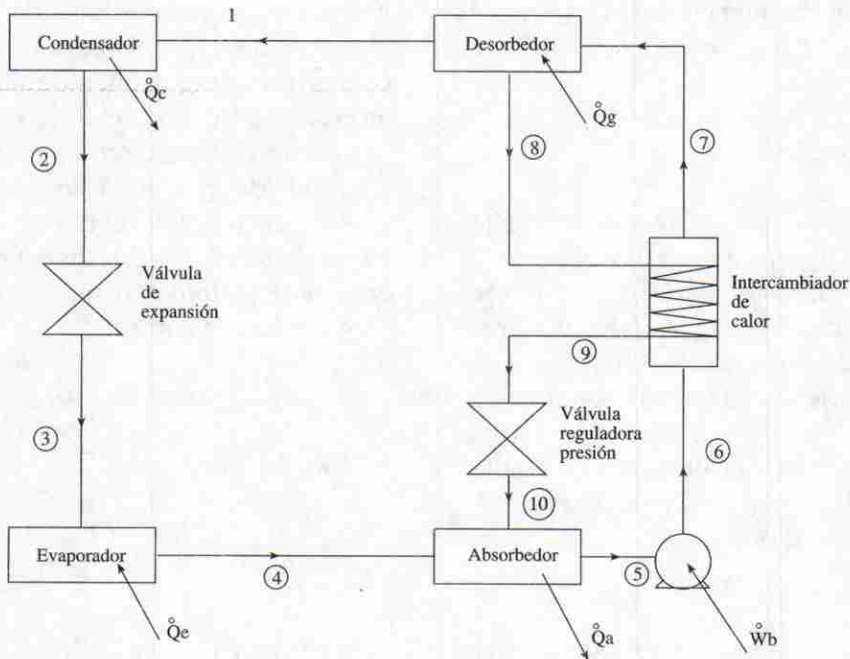 1
Condensador
Desorbedor
Q̊c
Q̊g
2
8
7
Válvula
de
expansión
Intercambiador
de
calor
9
3
Válvula
reguladora
presión
6
10
Evaporador
4
Absorbedor
5
Q̊e
Q̊a
W̊b